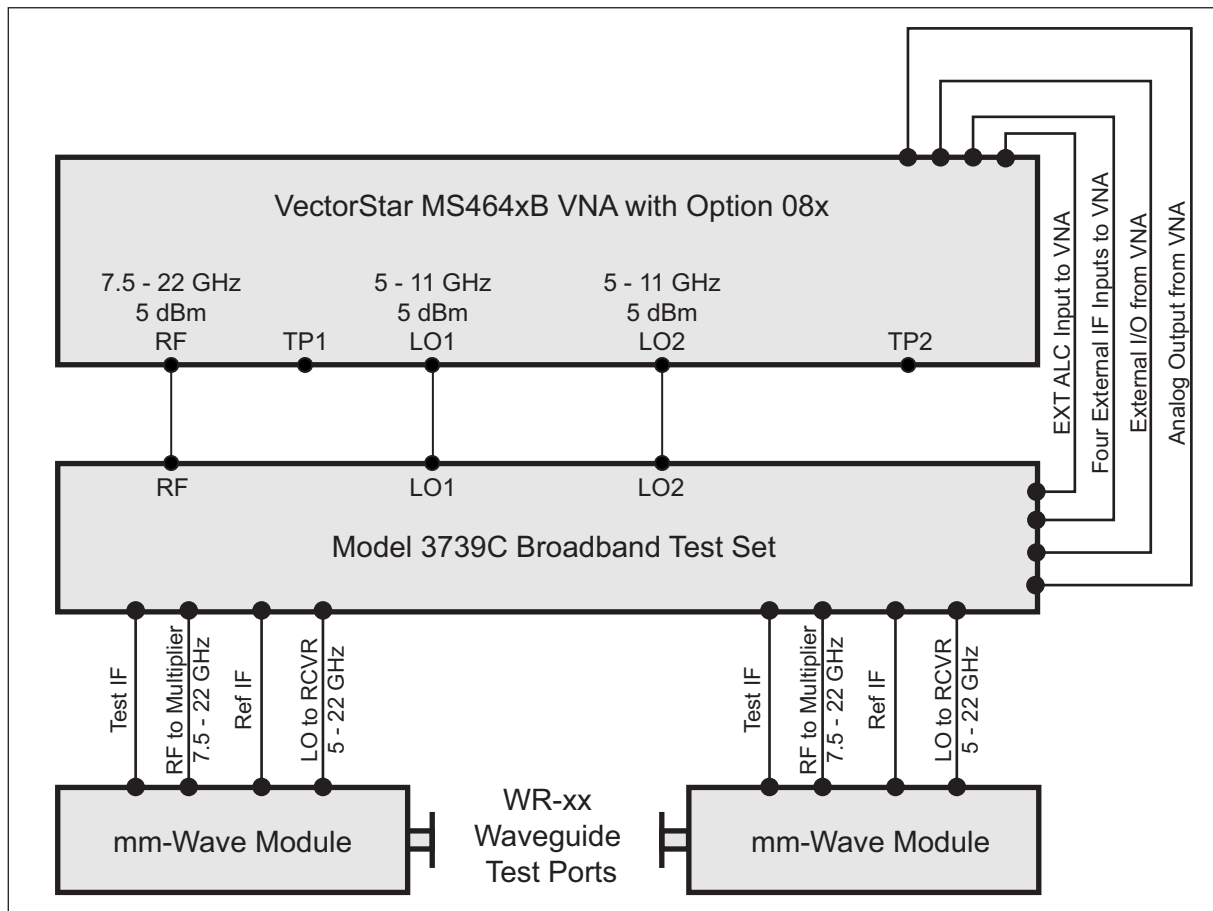 VectorStar MS464xB VNA with Option 08x
7.5 - 22 GHz
5 dBm
RF
TP1
5 - 11 GHz
5 dBm
LO1
5 - 11 GHz
5 dBm
LO2
TP2
EXT ALC Input to VNA
Four External IF Inputs to VNA
External I/O from VNA
Analog Output from VNA
RF
LO1
LO2
Model 3739C Broadband Test Set
Test IF
RF to Multiplier
7.5 - 22 GHz
Ref IF
LO to RCVR
5 - 22 GHz
Test IF
RF to Multiplier
7.5 - 22 GHz
Ref IF
LO to RCVR
5 - 22 GHz
mm-Wave Module
WR-xx
Waveguide
Test Ports
mm-Wave Module